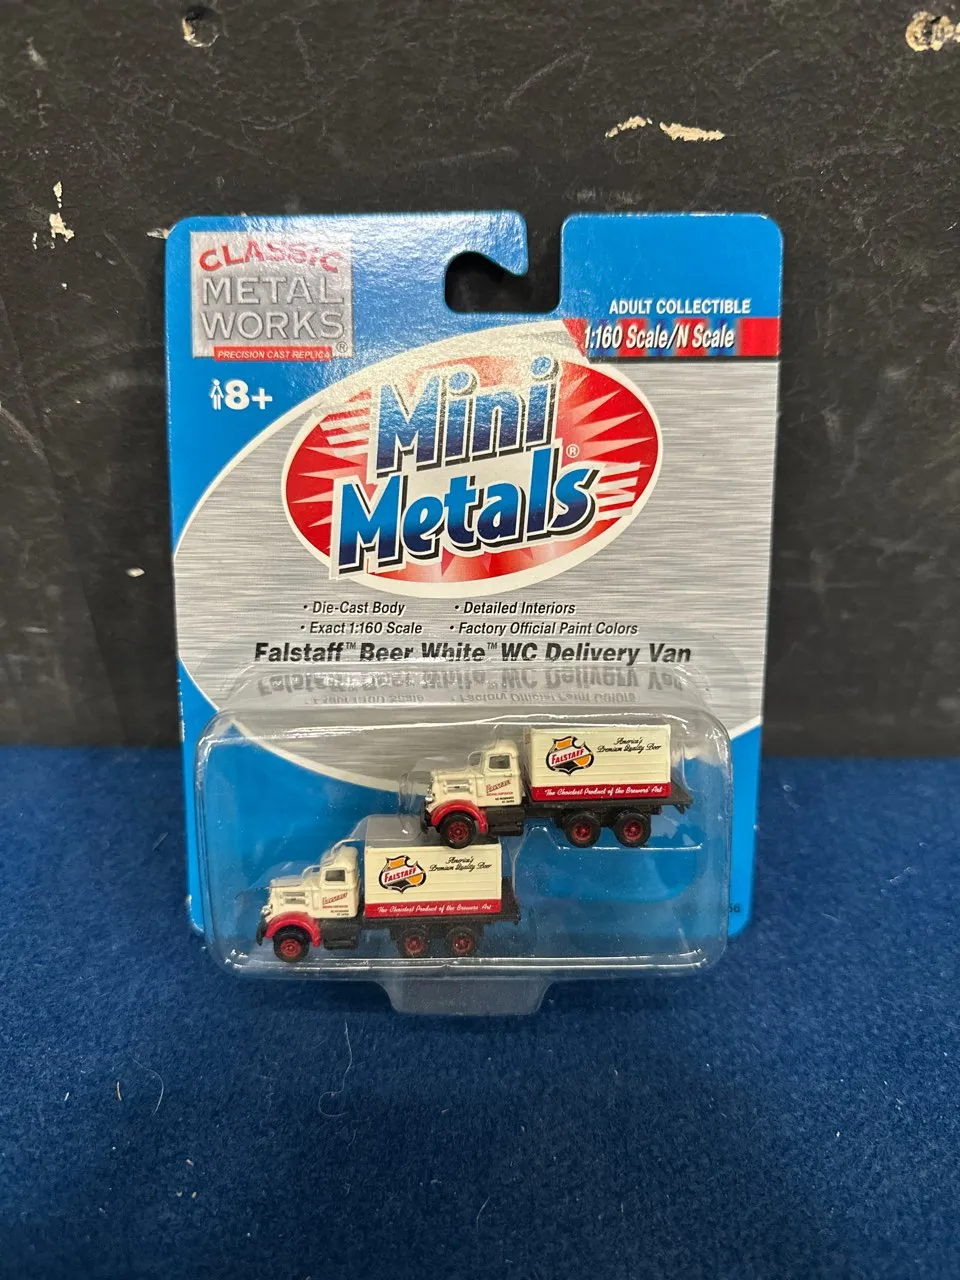 CLASSIC
METAL
WORKS®
PRECISION CAST REPLICA
8+
ADULT COLLECTIBLE
1:160 Scale/N Scale
Mini
Metals®
• Die-Cast Body
• Detailed Interiors
• Exact 1:160 Scale
• Factory Official Paint Colors
Falstaff™ Beer White™ WC Delivery Van
FALSTAFF
America's
Premium Quality Beer
The Choicest Product of the Brewers' Art
Falstaff
FALSTAFF
America's
Premium Quality Beer
The Choicest Product of the Brewers' Art
Falstaff